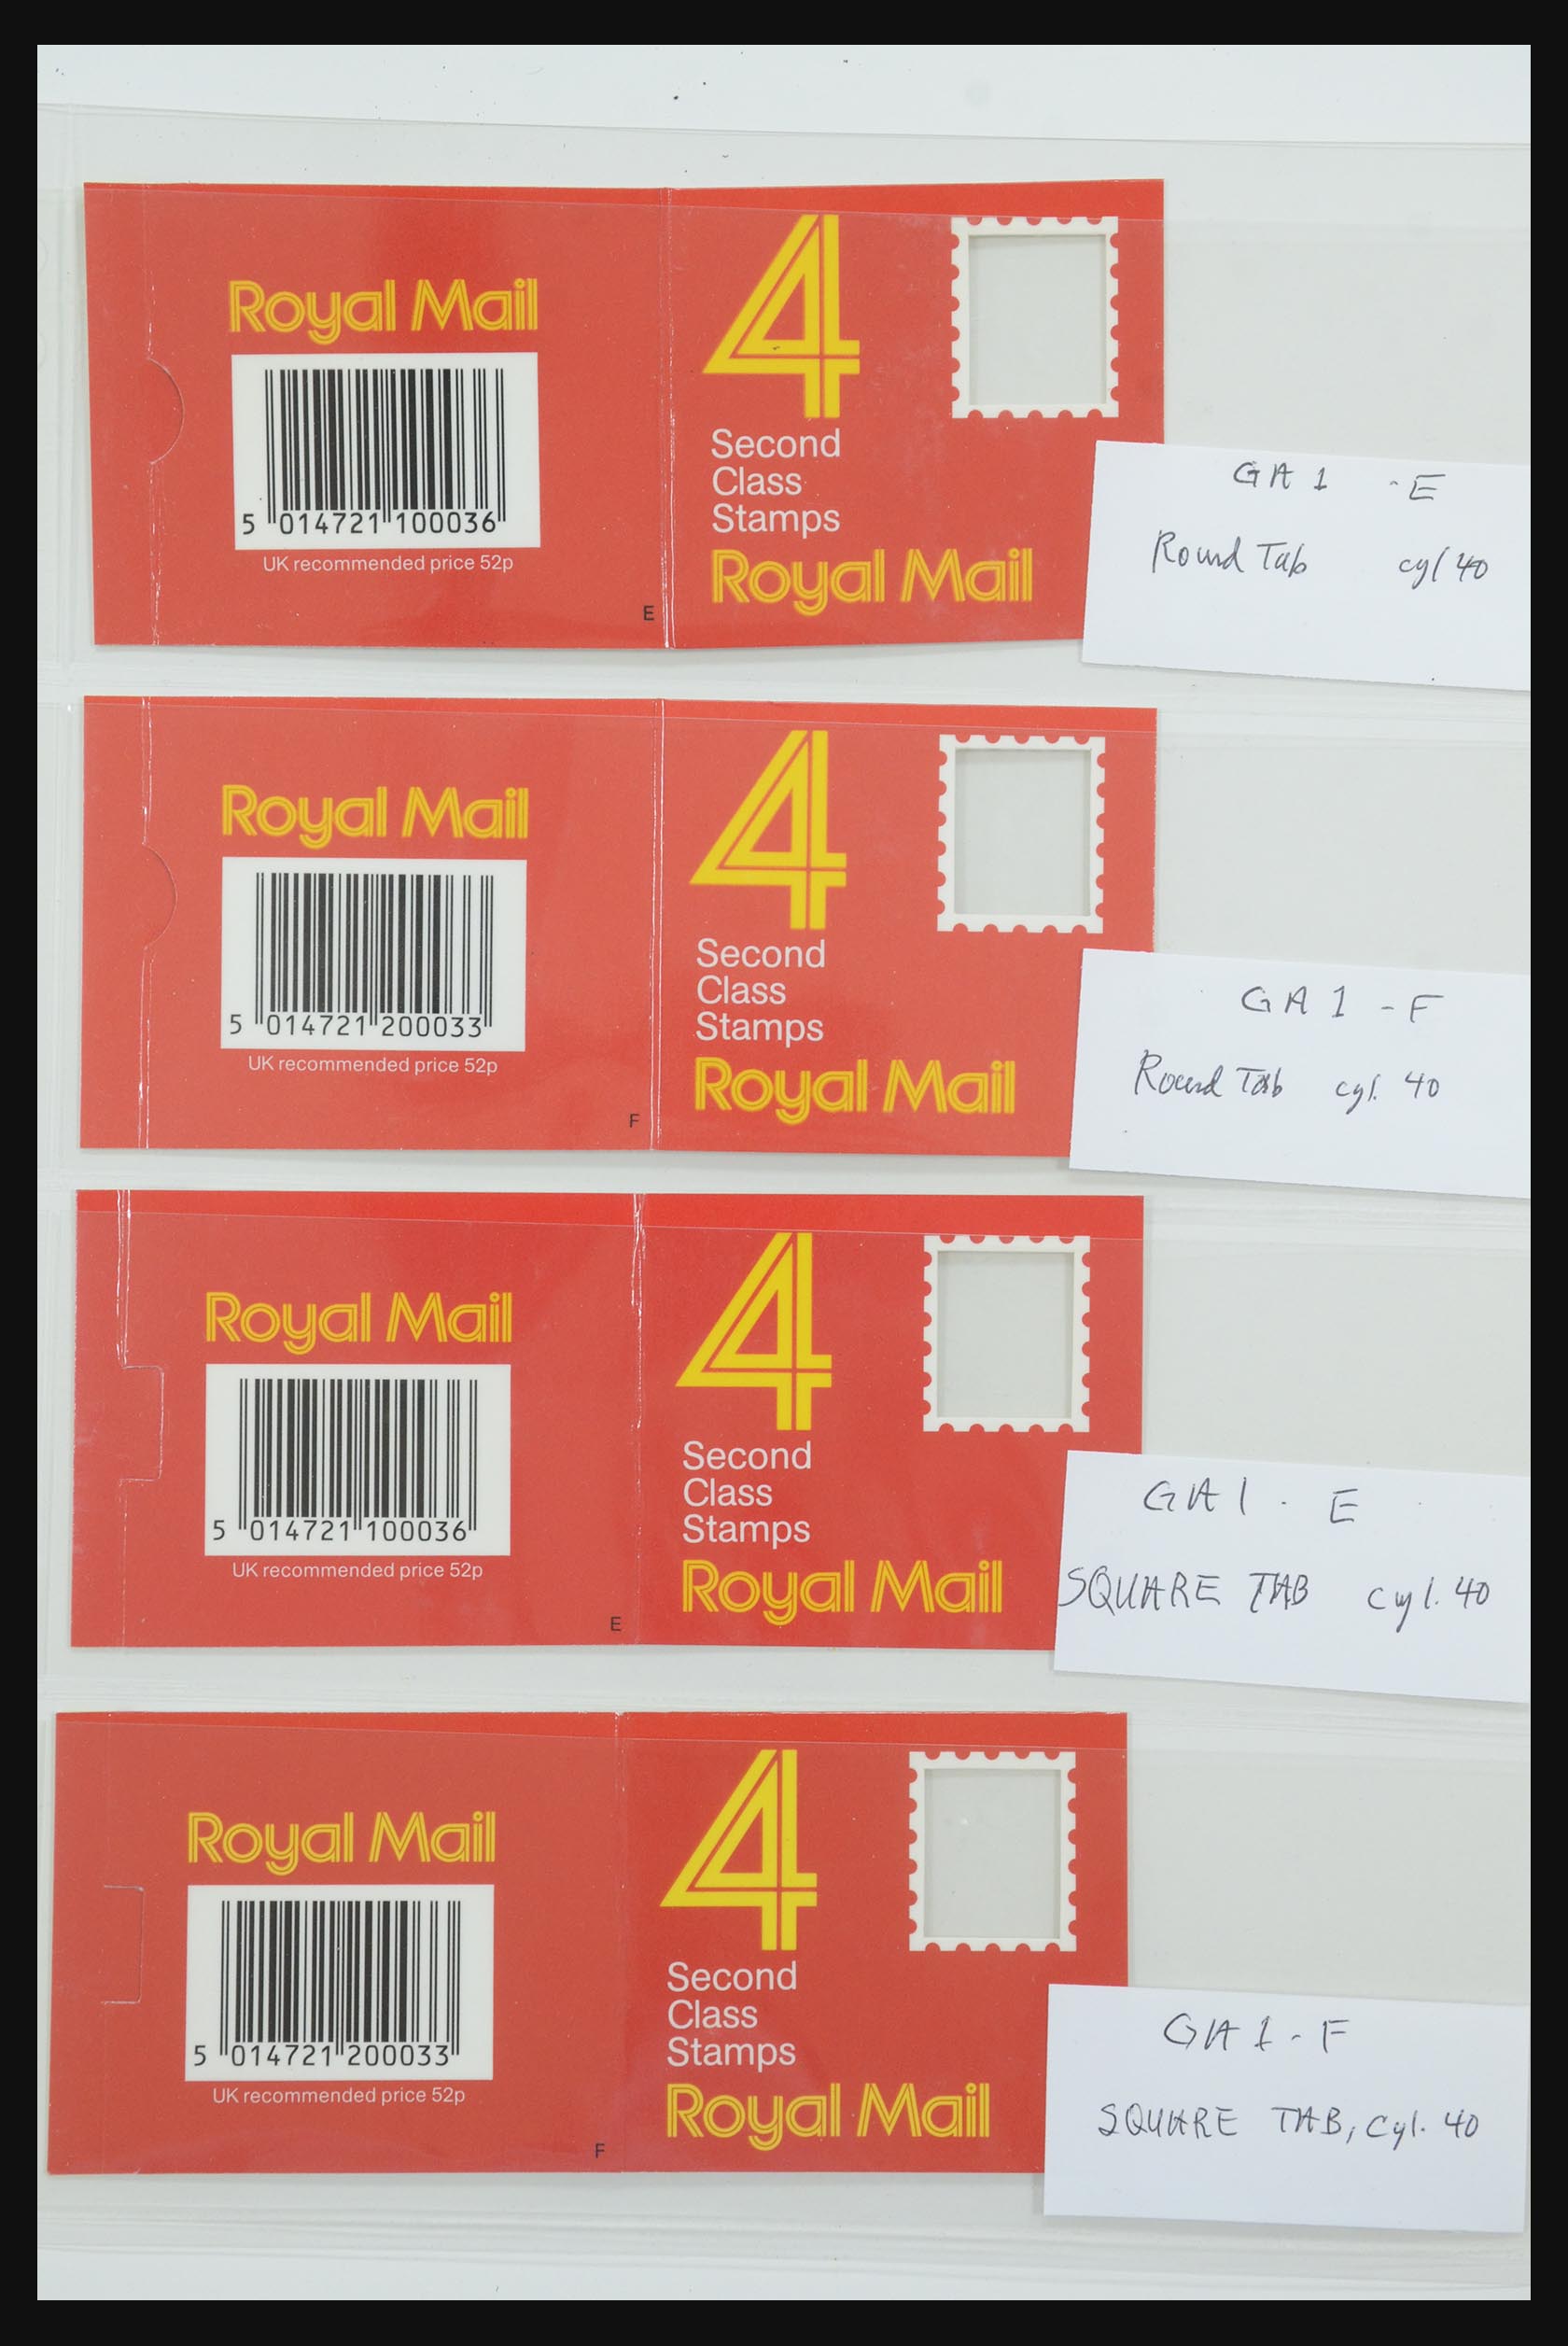 Royal Mail
5 014721 100036
UK recommended price 52p
E
4
Second
Class
Stamps
Royal Mail
GA 1 - E
Round Tab cyl 40
Royal Mail
5 014721 200033
UK recommended price 52p
F
4
Second
Class
Stamps
Royal Mail
GA 1 - F
Round Tab cyl. 40
Royal Mail
5 014721 100036
UK recommended price 52p
E
4
Second
Class
Stamps
Royal Mail
GA1 - E
SQUARE TAB cyl. 40
Royal Mail
5 014721 200033
UK recommended price 52p
F
4
Second
Class
Stamps
Royal Mail
GA 1 - F
SQUARE TAB, Cyl. 40